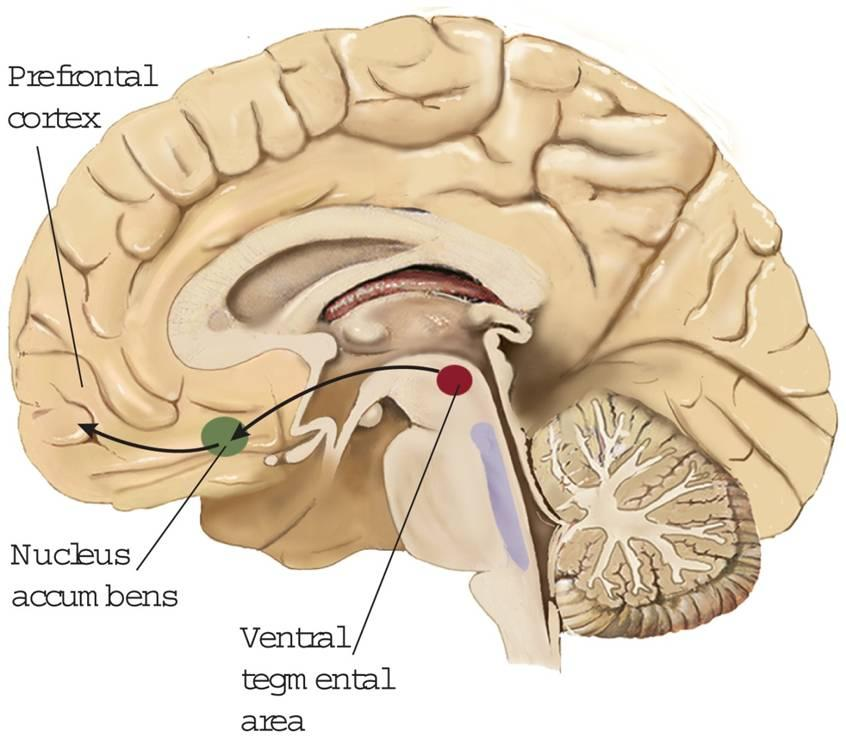 Prefrontal
cortex
Nucleus
accumbens
Ventral
tegmental
area